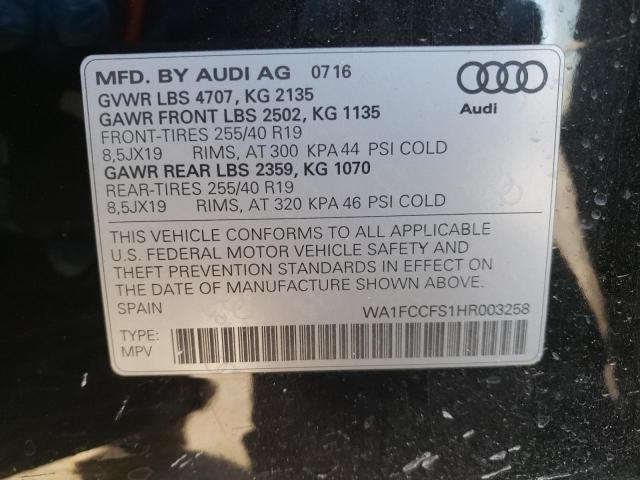 MFD. BY AUDI AG 07/16
GVWR LBS 4707, KG 2135
GAWR FRONT LBS 2502, KG 1135
FRONT-TIRES 255/40 R19
8,5JX19 RIMS, AT 300 KPA 44 PSI COLD
GAWR REAR LBS 2359, KG 1070
REAR-TIRES 255/40 R19
8,5JX19 RIMS, AT 320 KPA 46 PSI COLD
Audi
THIS VEHICLE CONFORMS TO ALL APPLICABLE
U.S. FEDERAL MOTOR VEHICLE SAFETY AND
THEFT PREVENTION STANDARDS IN EFFECT ON
THE DATE OF MANUFACTURE SHOWN ABOVE.
SPAIN WA1FCCFS1HR003258
TYPE:
MPV